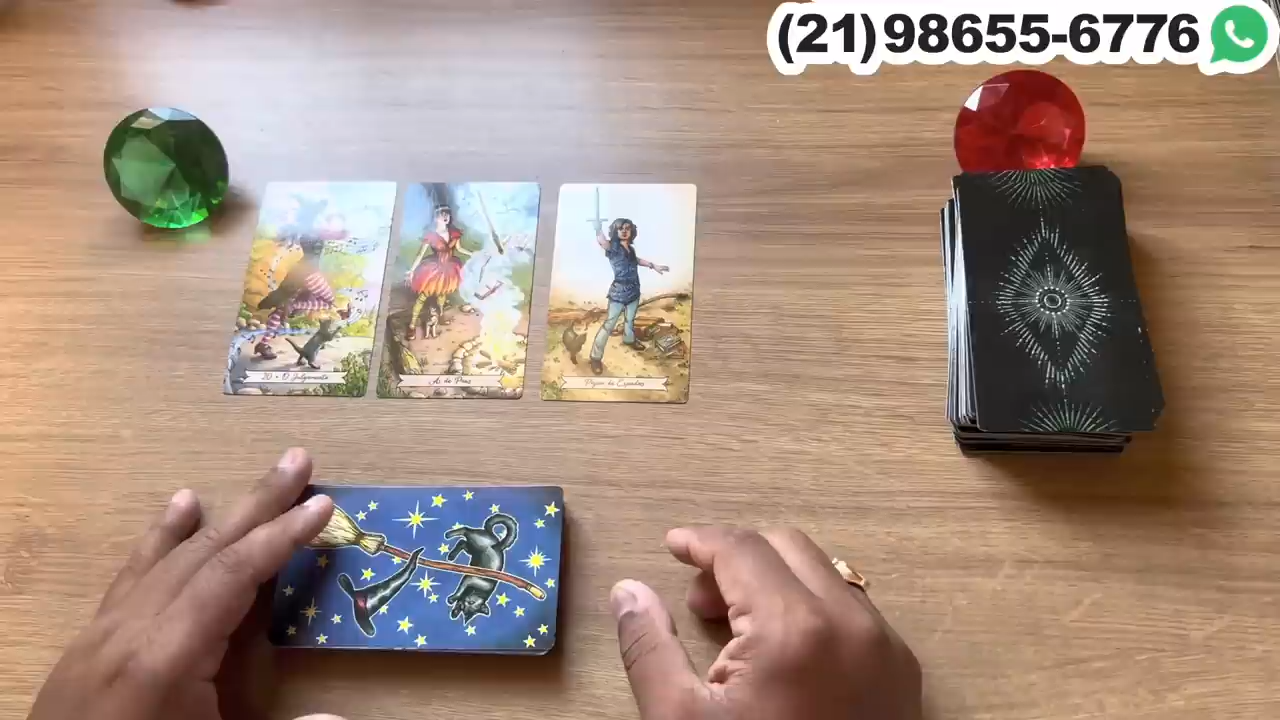 (21)98655-6776
20 • O Julgamento
Ás de Paus
Pajem de Espadas